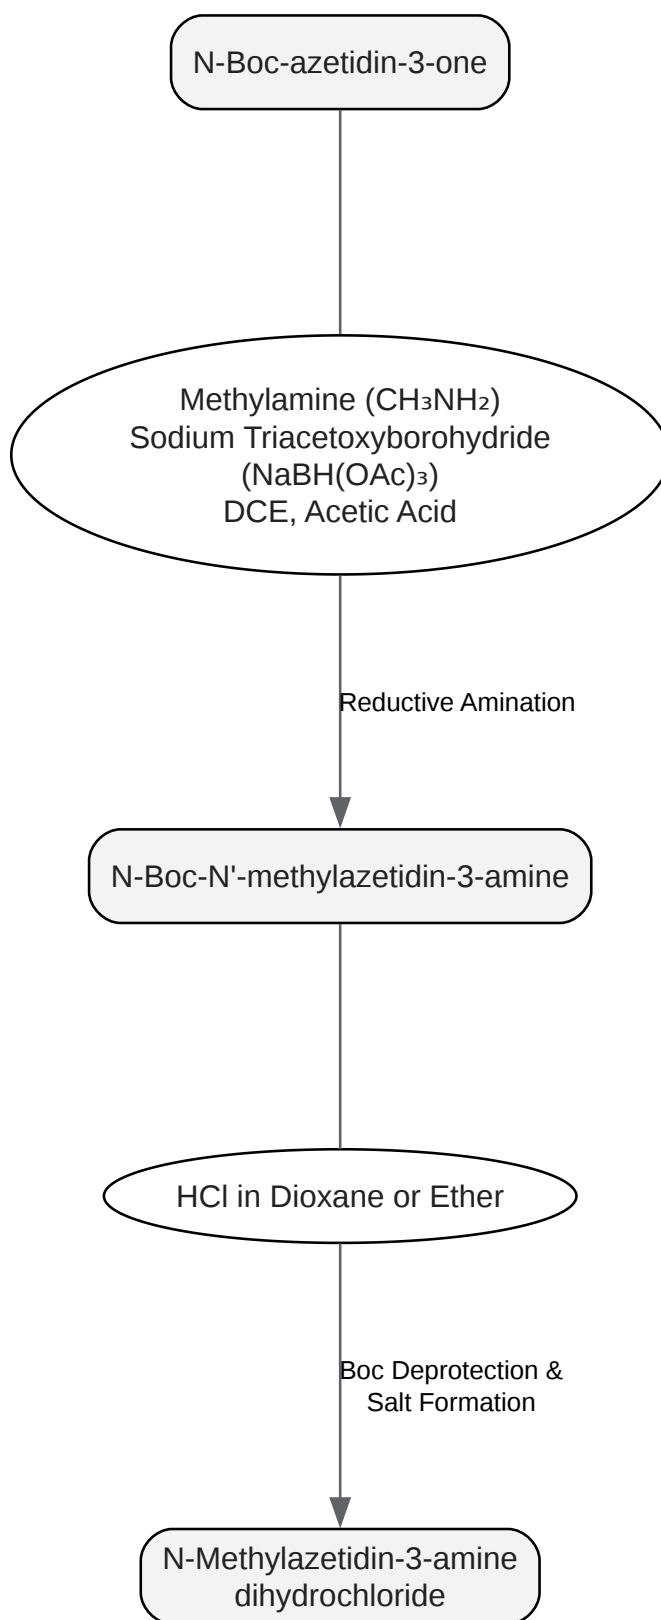 N-Boc-azetidin-3-one
Methylamine (CH₃NH₂)
Sodium Triacetoxyborohydride
(NaBH(OAc)₃)
DCE, Acetic Acid
Reductive Amination
N-Boc-N'-methylazetidin-3-amine
HCl in Dioxane or Ether
Boc Deprotection &
Salt Formation
N-Methylazetidin-3-amine
dihydrochloride